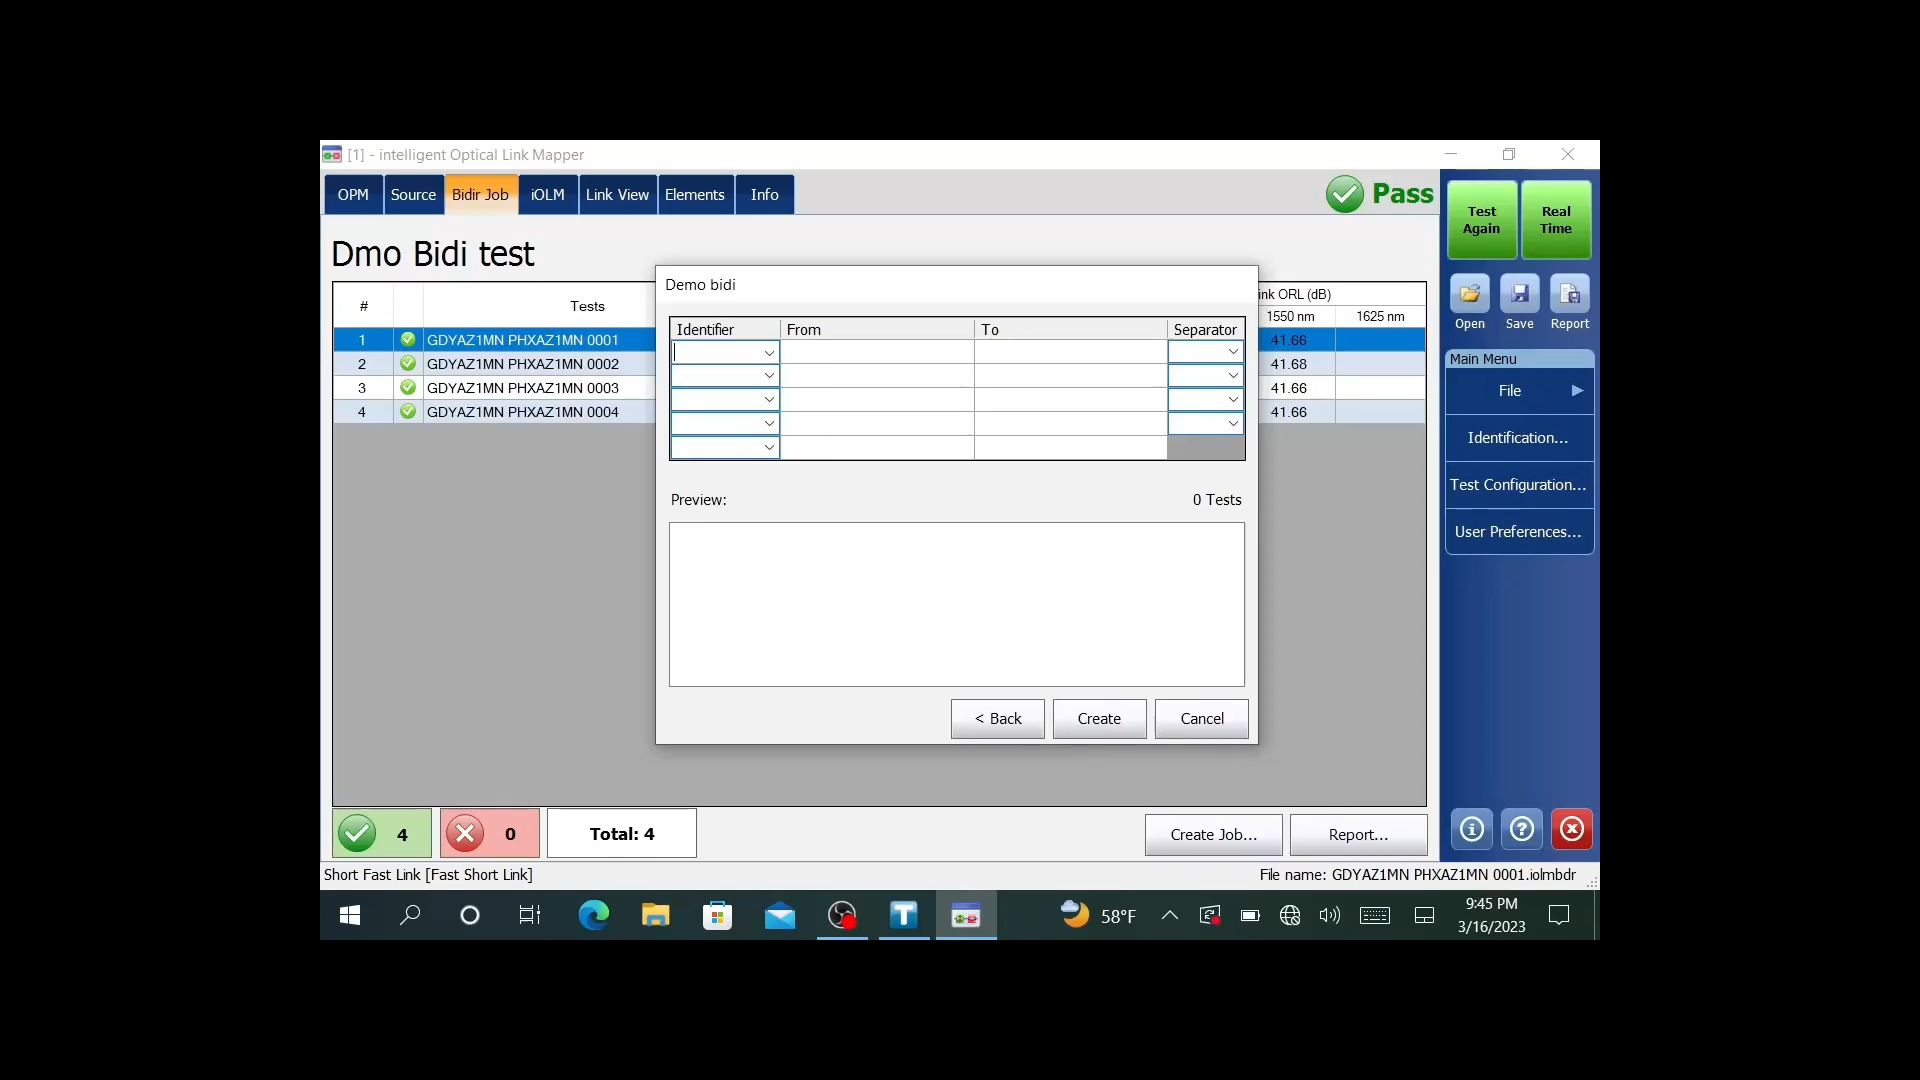 [1] - intelligent Optical Link Mapper
OPM Source Bidir Job iOLM Link View Elements Info
Pass
Test Again
Real Time
Dmo Bidi test
Open Save Report
# Tests
ink ORL (dB)
1550 nm 1625 nm
1 GDYAZ1MN PHXAZ1MN 0001 41.66
2 GDYAZ1MN PHXAZ1MN 0002 41.68
3 GDYAZ1MN PHXAZ1MN 0003 41.66
4 GDYAZ1MN PHXAZ1MN 0004 41.66
Demo bidi
Identifier From To Separator
Preview: 0 Tests
< Back Create Cancel
Main Menu
File
Identification...
Test Configuration...
User Preferences...
4 0 Total: 4
Create Job... Report...
Short Fast Link [Fast Short Link]
File name: GDYAZ1MN PHXAZ1MN 0001.iolmbdr
58°F
9:45 PM
3/16/2023